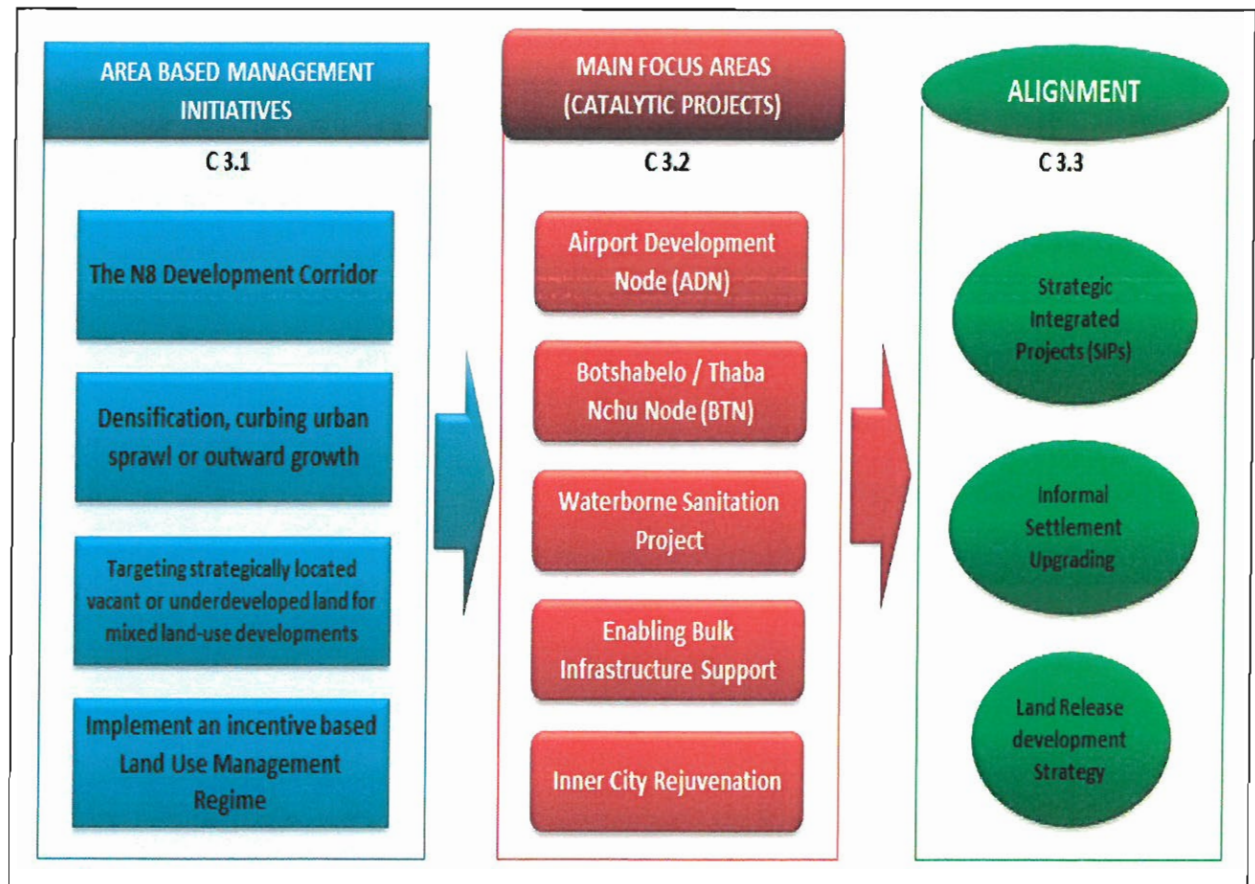 AREA BASED MANAGEMENT
INITIATIVES
C 3.1
The N8 Development Corridor
Densification, curbing urban
sprawl or outward growth
Targeting strategically located
vacant or underdeveloped land for
mixed land-use developments
Implement an incentive based
Land Use Management
Regime
MAIN FOCUS AREAS
(CATALYTIC PROJECTS)
C 3.2
Airport Development
Node (ADN)
Botshabelo / Thaba
Nchu Node (BTN)
Waterborne Sanitation
Project
Enabling Bulk
Infrastructure Support
Inner City Rejuvenation
ALIGNMENT
C 3.3
Strategic
Integrated
Projects (SIPs)
Informal
Settlement
Upgrading
Land Release
development
Strategy